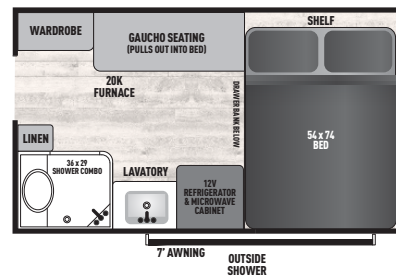 SHELF
WARDROBE
GAUCHO SEATING
(PULLS OUT INTO BED)
20K
FURNACE
DRAWER BANK BELOW
54 x 74
BED
LINEN
36 x 29
SHOWER COMBO
LAVATORY
12V
REFRIGERATOR
& MICROWAVE
CABINET
7' AWNING
OUTSIDE
SHOWER